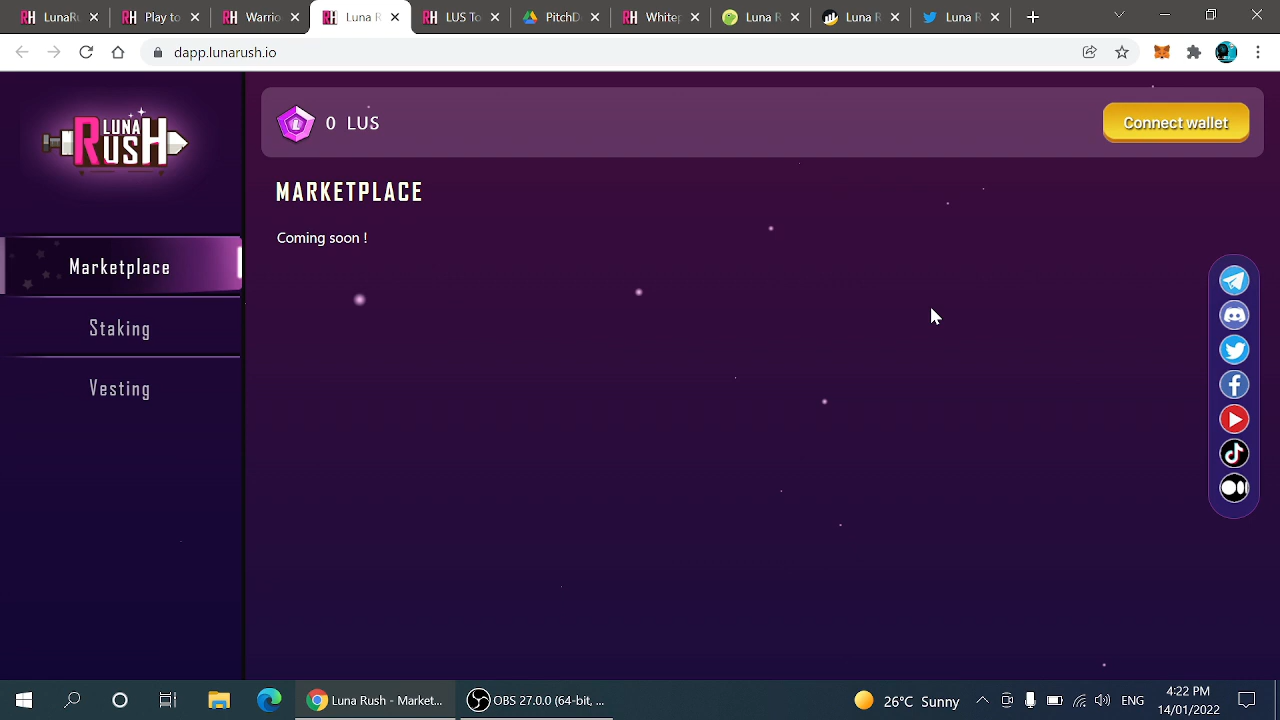 LunaRu
Play to
Warrio
Luna R
LUS To
PitchD
Whitep
Luna R
Luna R
Luna R
dapp.lunarush.io
LUNA
RUSH
0 LUS
Connect wallet
MARKETPLACE
Coming soon !
Marketplace
Staking
Vesting
Luna Rush - Market...
OBS 27.0.0 (64-bit, ...
26°C Sunny
ENG
4:22 PM
14/01/2022